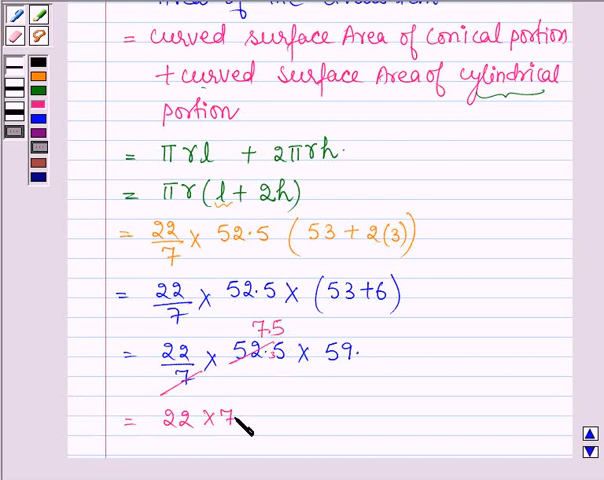 = curved surface Area of conical portion
+ curved surface Area of cylindrical
portion
= πrl + 2πrh.
= πr(l + 2h)
= 22/7 × 52.5 (53 + 2(3))
= 22/7 × 52.5 × (53+6)
7.5
= 22/7 × 52.5 × 59.
= 22 × 7